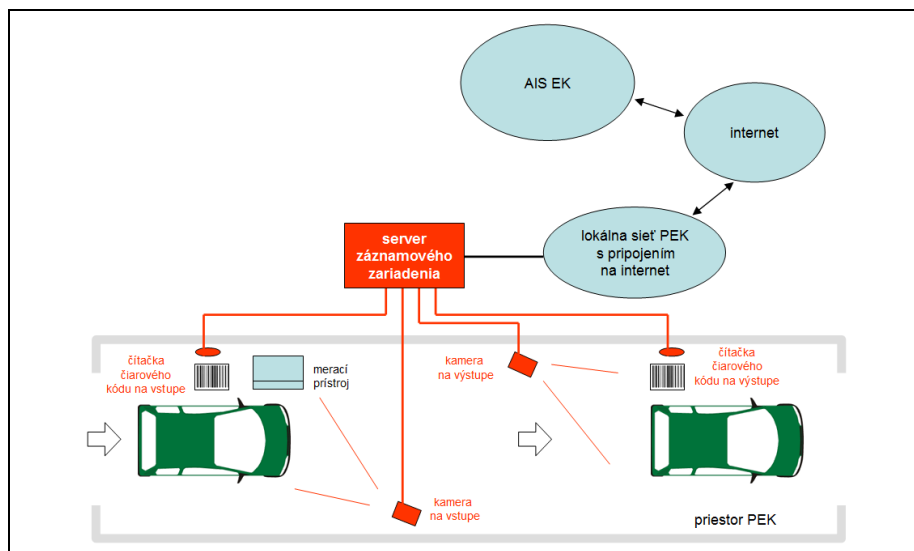 AIS EK
internet
lokálna sieť PEK
s pripojením
na internet
server
záznamového
zariadenia
čítačka
čiarového
kódu na vstupe
merací
prístroj
kamera
na výstupe
čítačka
čiarového
kódu na výstupe
kamera
na vstupe
priestor PEK